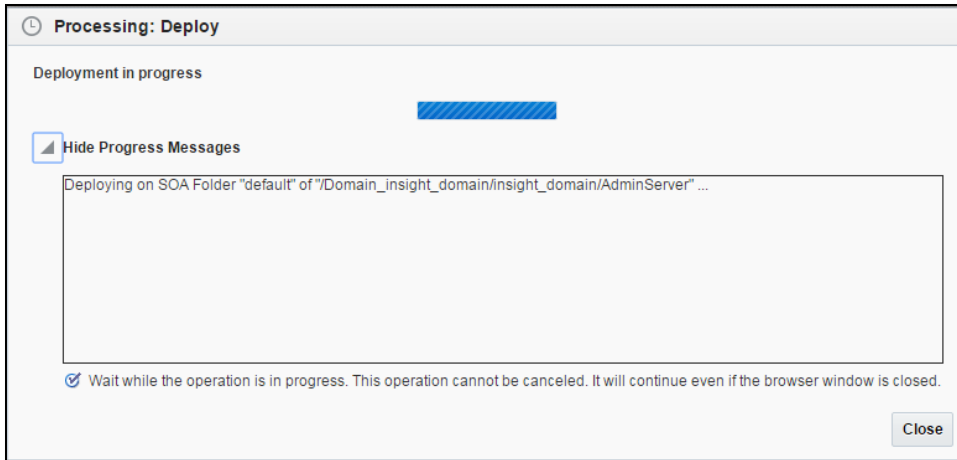 Processing: Deploy
Deployment in progress
Hide Progress Messages
Deploying on SOA Folder "default" of "/Domain_insight_domain/insight_domain/AdminServer" ...
Wait while the operation is in progress. This operation cannot be canceled. It will continue even if the browser window is closed.
Close